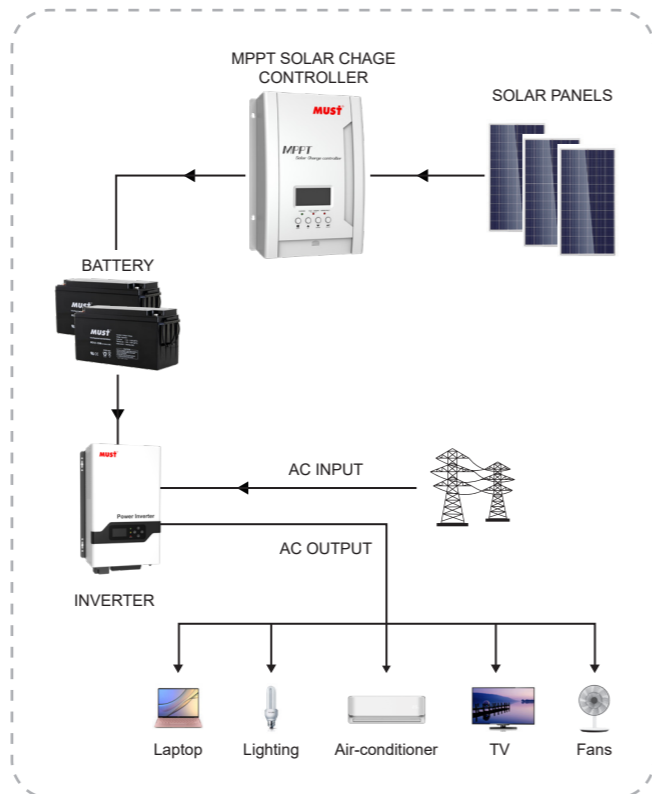 MPPT SOLAR CHAGE
CONTROLLER
SOLAR PANELS
MUST
MPPT
Solar Charge controller
BATTERY
MUST
MUST
MUST
AC INPUT
Power Inverter
AC OUTPUT
INVERTER
Laptop
Lighting
Air-conditioner
TV
Fans